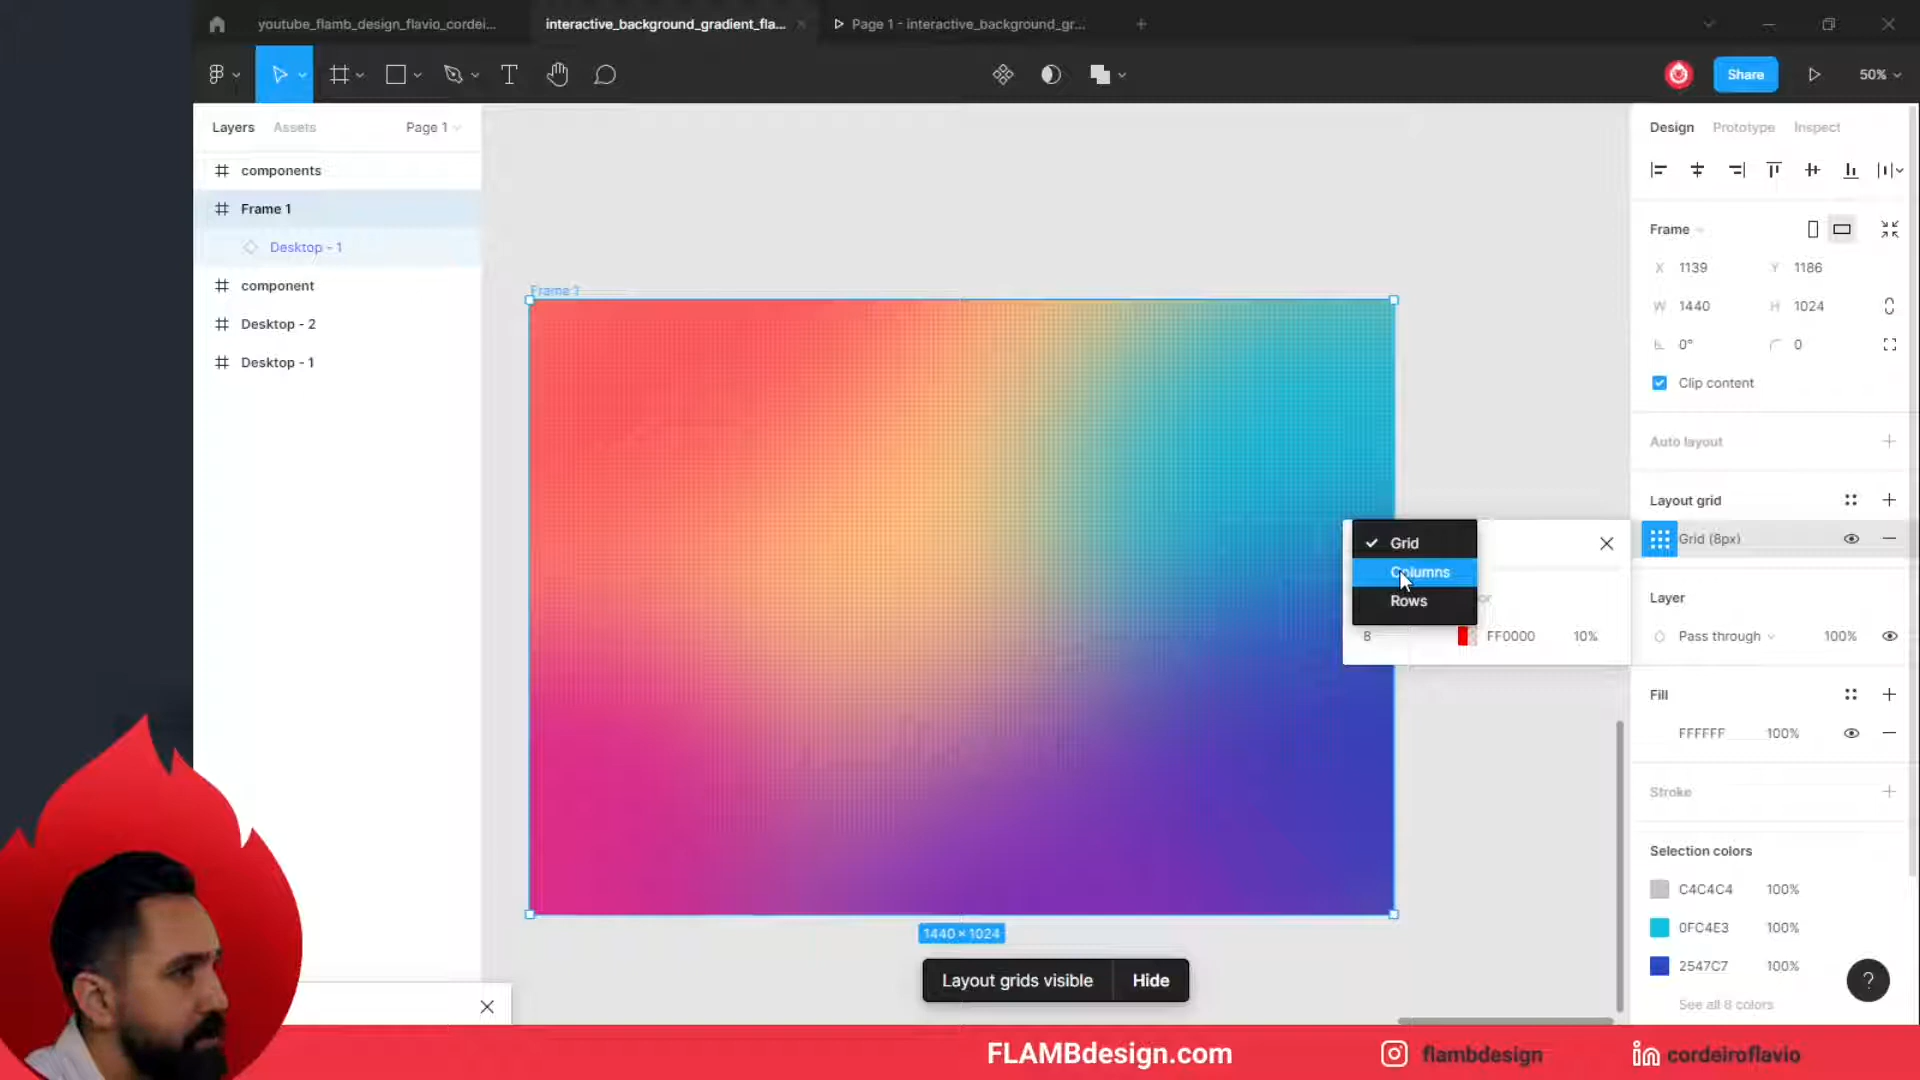 youtube_flamb_design_flavio_cordei...
interactive_background_gradient_fla...
Page 1 - interactive_background_gr...
Share
50%
Layers
Assets
Page 1
components
Frame 1
Desktop - 1
component
Desktop - 2
Desktop - 1
Frame 1
1440 × 1024
Layout grids visible
Hide
Grid
Columns
Rows
8
FF0000
10%
Design
Prototype
Inspect
Frame
X 1139
Y 1186
W 1440
H 1024
0°
0
Clip content
Auto layout
Layout grid
Grid (8px)
Layer
Pass through
100%
Fill
FFFFFF
100%
Stroke
Selection colors
C4C4C4
100%
0FC4E3
100%
2547C7
100%
See all 8 colors
?
FLAMBdesign.com
flambdesign
in cordeiroflavio